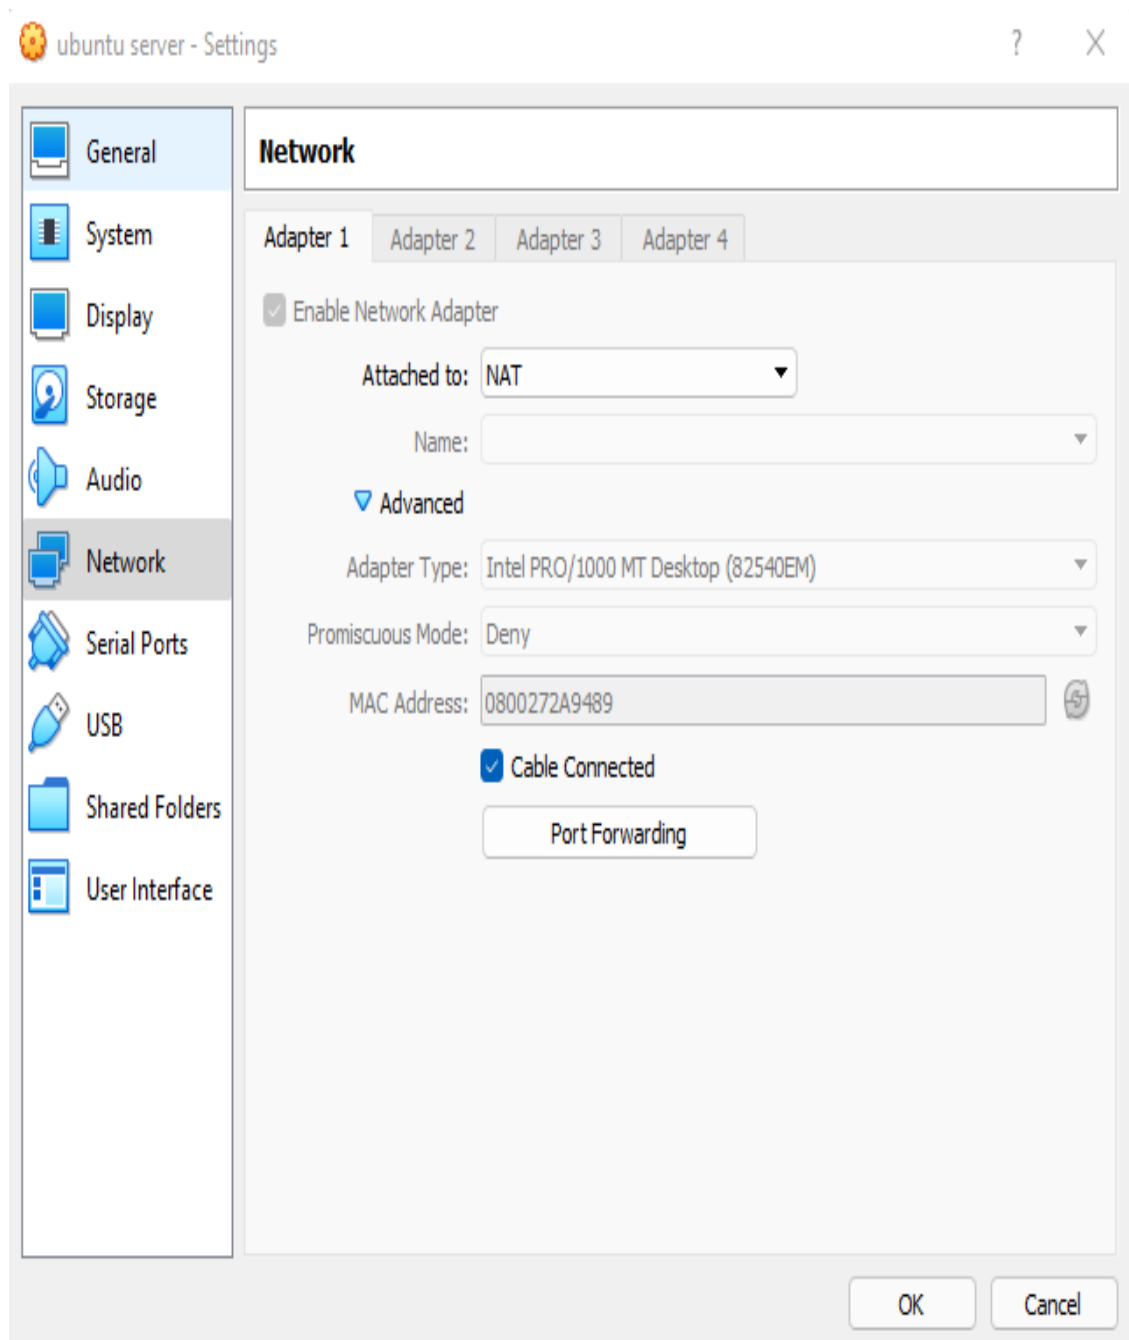 ubuntu server - Settings ?
General
System
Display
Storage
Audio
Network
Serial Ports
USB
Shared Folders
User Interface
Network
Adapter 1 Adapter 2 Adapter 3 Adapter 4
Enable Network Adapter
Attached to: NAT
Name:
Advanced
Adapter Type: Intel PRO/1000 MT Desktop (82540EM)
Promiscuous Mode: Deny
MAC Address: 0800272A9489
Cable Connected
Port Forwarding
OK Cancel